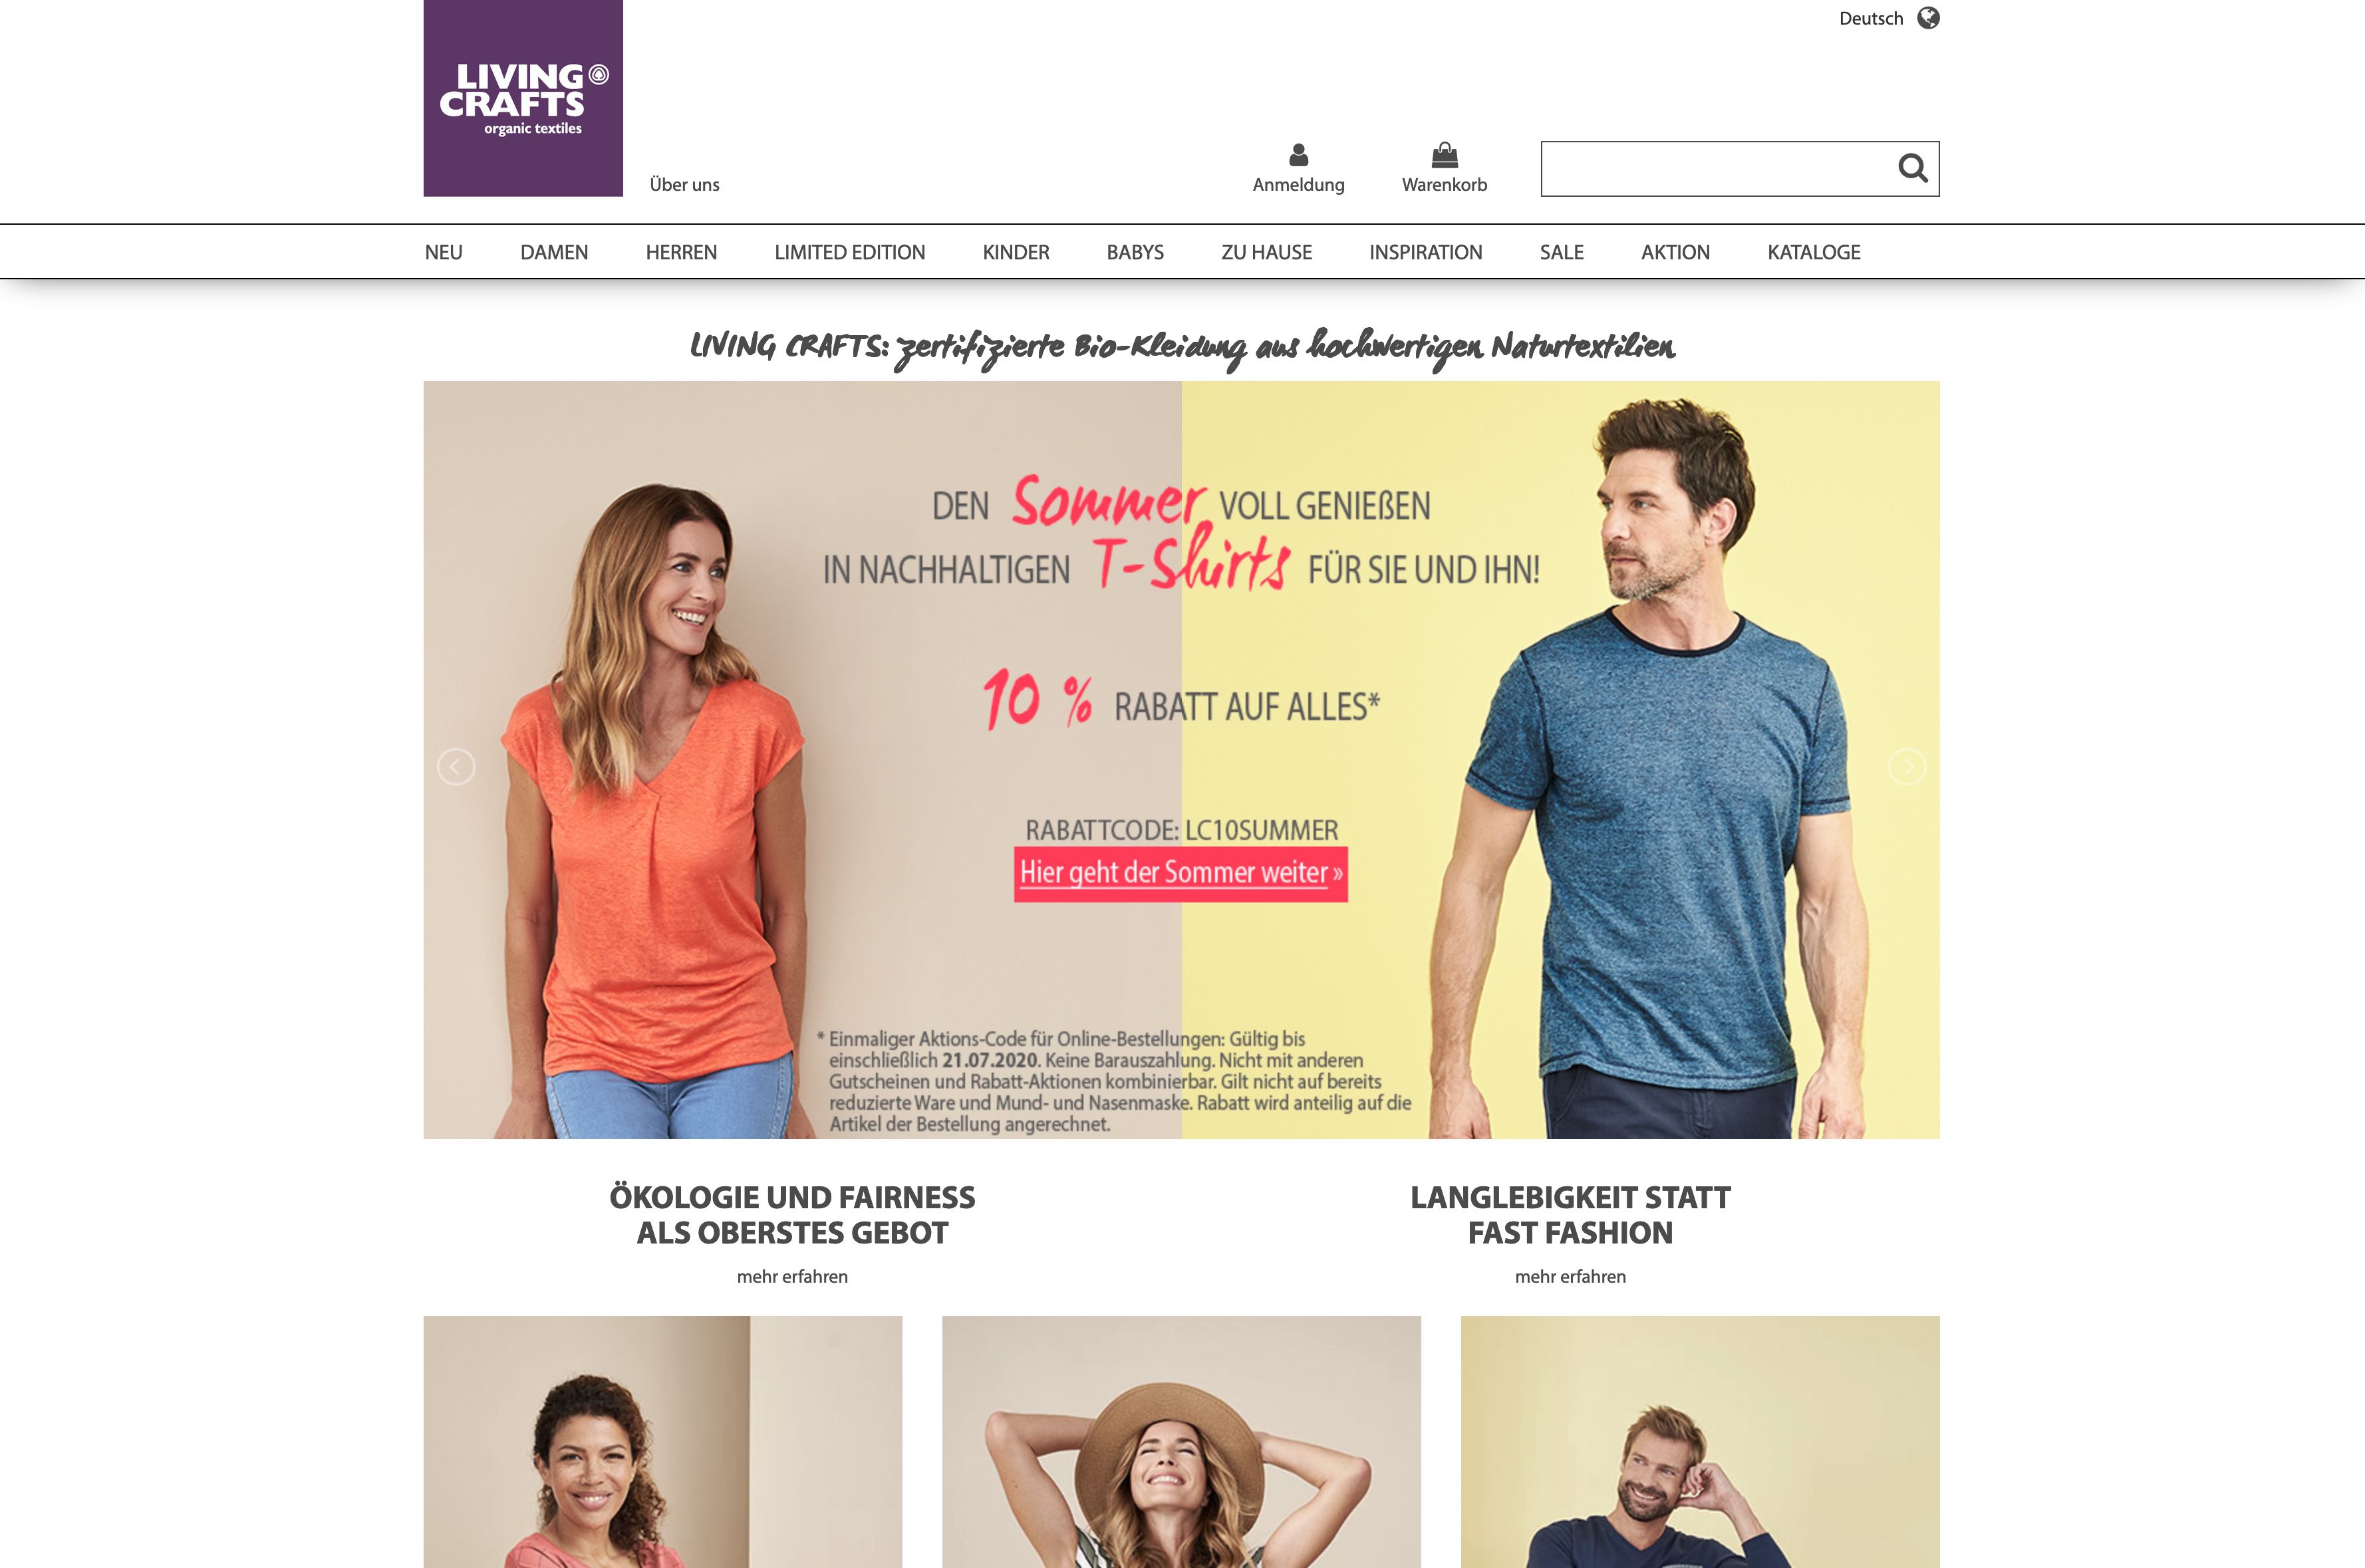 Deutsch
LIVING
CRAFTS
organic textiles
Über uns
Anmeldung
Warenkorb
NEU DAMEN HERREN LIMITED EDITION KINDER BABYS ZU HAUSE INSPIRATION SALE AKTION KATALOGE
LIVING CRAFTS: zertifizierte Bio-Kleidung aus hochwertigen Naturtextilien
DEN Sommer VOLL GENIEßEN
IN NACHHALTIGEN T-Shirts FÜR SIE UND IHN!
10 % RABATT AUF ALLES*
RABATTCODE: LC10SUMMER
Hier geht der Sommer weiter »
* Einmaliger Aktions-Code für Online-Bestellungen: Gültig bis
einschließlich 21.07.2020. Keine Barauszahlung. Nicht mit anderen
Gutscheinen und Rabatt-Aktionen kombinierbar. Gilt nicht auf bereits
reduzierte Ware und Mund- und Nasenmaske. Rabatt wird anteilig auf die
Artikel der Bestellung angerechnet.
ÖKOLOGIE UND FAIRNESS
ALS OBERSTES GEBOT
mehr erfahren
LANGLEBIGKEIT STATT
FAST FASHION
mehr erfahren